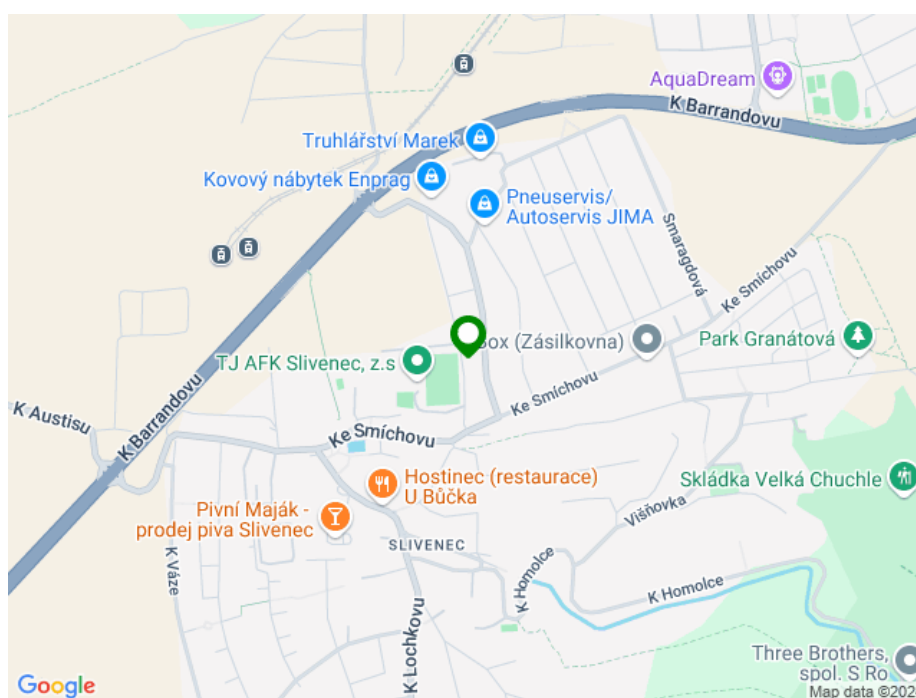 AquaDream
K Barrandovu
Truhlářství Marek
Kovový nábytek Enprag
Pneuservis/
Autoservis JIMA
Smaragdová
Ke Smíchovu
Box (Zásilkovna)
Park Granátová
TJ AFK Slivenec, z.s
K Barrandovu
K Austisu
Ke Smíchovu
Ke Smíchovu
Hostinec (restaurace)
U Bůčka
Skládka Velká Chuchle
Pivní Maják -
prodej piva Slivenec
Višňovka
SLIVENEC
K Váze
K Homolce
K Homolce
K Lochkovu
Three Brothers,
spol. S Ro
Google
Map data ©202